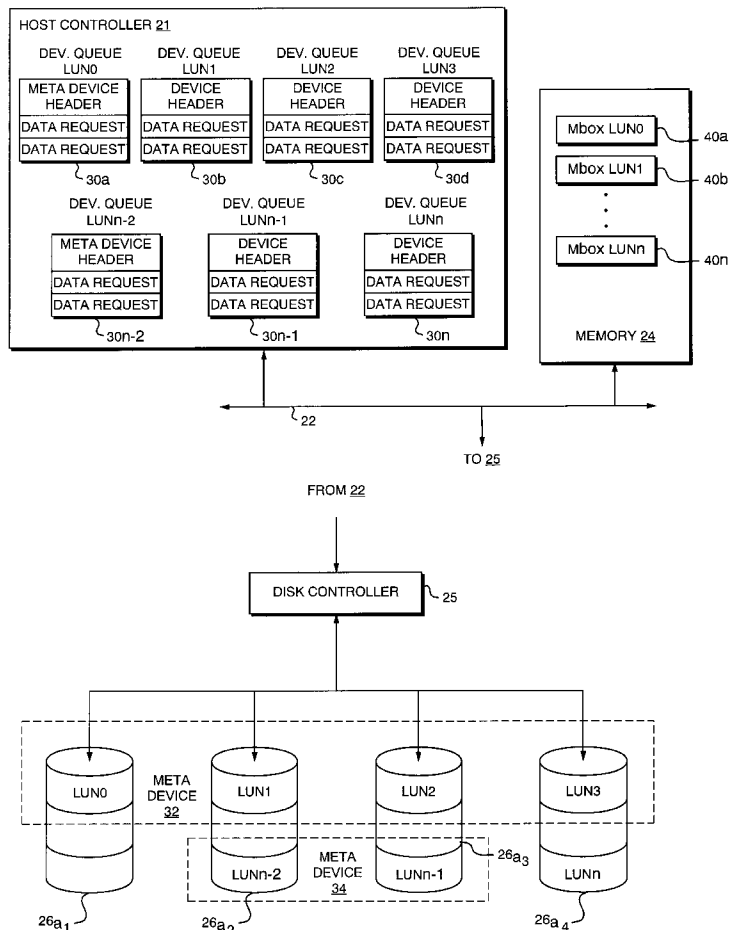 HOST CONTROLLER 21
DEV. QUEUE LUN0
META DEVICE HEADER
DATA REQUEST
DATA REQUEST
30a
DEV. QUEUE LUN1
DEVICE HEADER
DATA REQUEST
DATA REQUEST
30b
DEV. QUEUE LUN2
DEVICE HEADER
DATA REQUEST
DATA REQUEST
30c
DEV. QUEUE LUN3
DEVICE HEADER
DATA REQUEST
DATA REQUEST
30d
DEV. QUEUE LUNn-2
META DEVICE HEADER
DATA REQUEST
DATA REQUEST
30n-2
DEV. QUEUE LUNn-1
DEVICE HEADER
DATA REQUEST
DATA REQUEST
30n-1
DEV. QUEUE LUNn
DEVICE HEADER
DATA REQUEST
DATA REQUEST
30n
Mbox LUN0
40a
Mbox LUN1
40b
Mbox LUNn
40n
MEMORY 24
22
TO 25
FROM 22
DISK CONTROLLER
25
LUN0
META DEVICE 32
LUN1
LUN2
LUN3
LUNn-2
META DEVICE 34
LUNn-1
26a3
LUNn
26a1
26a2
26a4